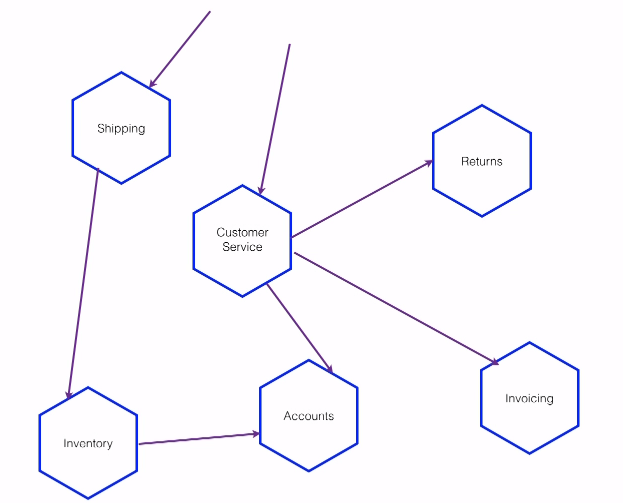 Shipping
Returns
Customer
Service
Invoicing
Accounts
Inventory